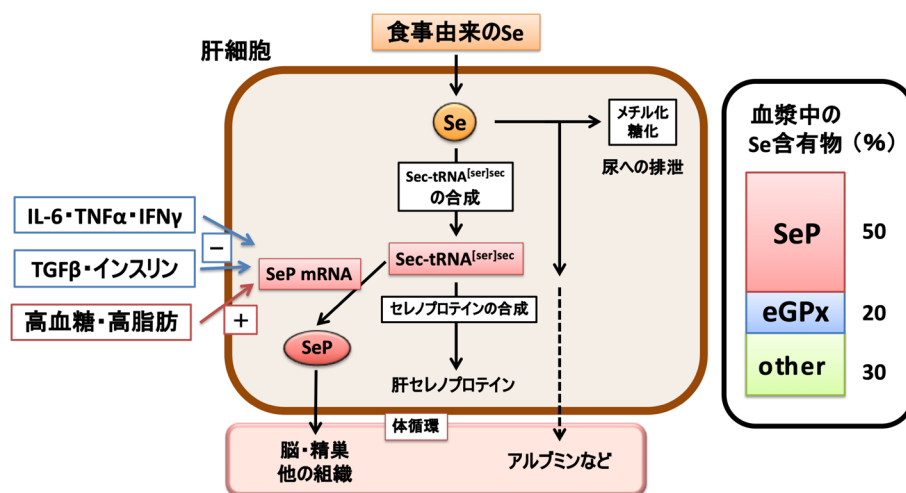 食事由来のSe
肝細胞
Se
メチル化
糖化
尿への排泄
Sec-tRNA[ser]sec
の合成
IL-6・TNFα・IFNγ
−
TGFβ・インスリン
高血糖・高脂肪
+
SeP mRNA
Sec-tRNA[ser]sec
セレノプロテインの合成
SeP
肝セレノプロテイン
体循環
脳・精巣
他の組織
アルブミンなど
血漿中の
Se含有物（%）
SeP 50
eGPx 20
other 30